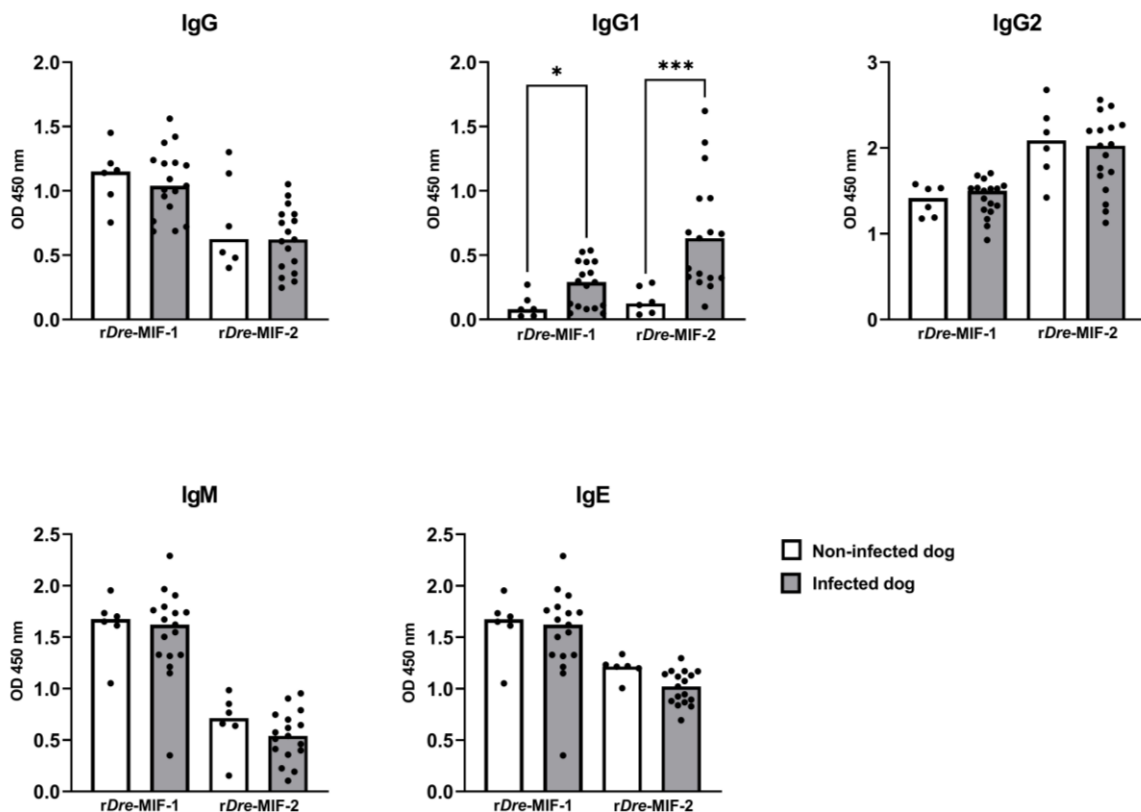 IgG
IgG1
IgG2
2.0
1.5
1.0
0.5
0.0
OD 450 nm
rDre-MIF-1 rDre-MIF-2
2.0
1.5
1.0
0.5
0.0
OD 450 nm
* ***
rDre-MIF-1 rDre-MIF-2
3
2
1
0
OD 450 nm
rDre-MIF-1 rDre-MIF-2
IgM
IgE
2.5
2.0
1.5
1.0
0.5
0.0
OD 450 nm
rDre-MIF-1 rDre-MIF-2
2.5
2.0
1.5
1.0
0.5
0.0
OD 450 nm
rDre-MIF-1 rDre-MIF-2
Non-infected dog
Infected dog